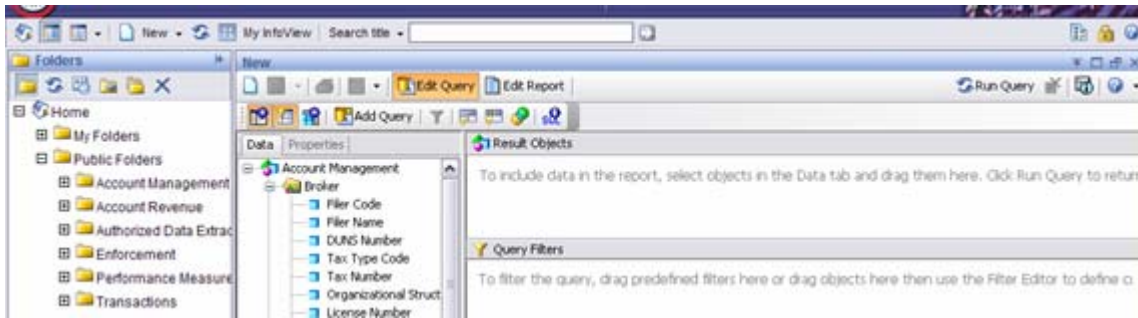 New My InfoView Search title
Folders
New
Edit Query Edit Report Run Query
Home
My Folders
Public Folders
Account Management
Account Revenue
Authorized Data Extrac
Enforcement
Performance Measure
Transactions
Add Query
Data Properties
Account Management
Broker
Filer Code
Filer Name
DUNS Number
Tax Type Code
Tax Number
Organizational Struct
License Number
Result Objects
To include data in the report, select objects in the Data tab and drag them here. Click Run Query to return
Query Filters
To filter the query, drag predefined filters here or drag objects here then use the Filter Editor to define c